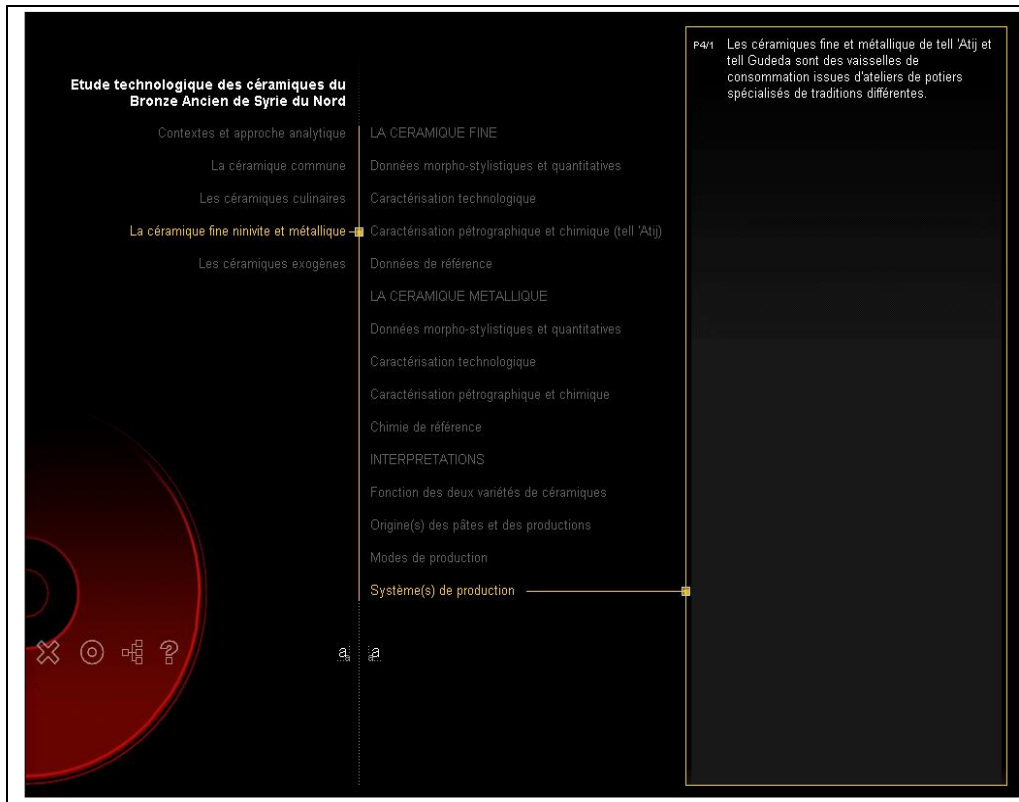 Etude technologique des céramiques du
Bronze Ancien de Syrie du Nord
Contextes et approche analytique
La céramique commune
Les céramiques culinaires
La céramique fine ninivite et métallique
Les céramiques exogènes
LA CERAMIQUE FINE
Données morpho-stylistiques et quantitatives
Caractérisation technologique
Caractérisation pétrographique et chimique (tell 'Atij)
Données de référence
LA CERAMIQUE METALLIQUE
Données morpho-stylistiques et quantitatives
Caractérisation technologique
Caractérisation pétrographique et chimique
Chimie de référence
INTERPRETATIONS
Fonction des deux variétés de céramiques
Origine(s) des pâtes et des productions
Modes de production
Système(s) de production
P4/1 Les céramiques fine et métallique de tell 'Atij et
tell Gudeda sont des vaisselles de
consommation issues d'ateliers de potiers
spécialisés de traditions différentes.
?
a a